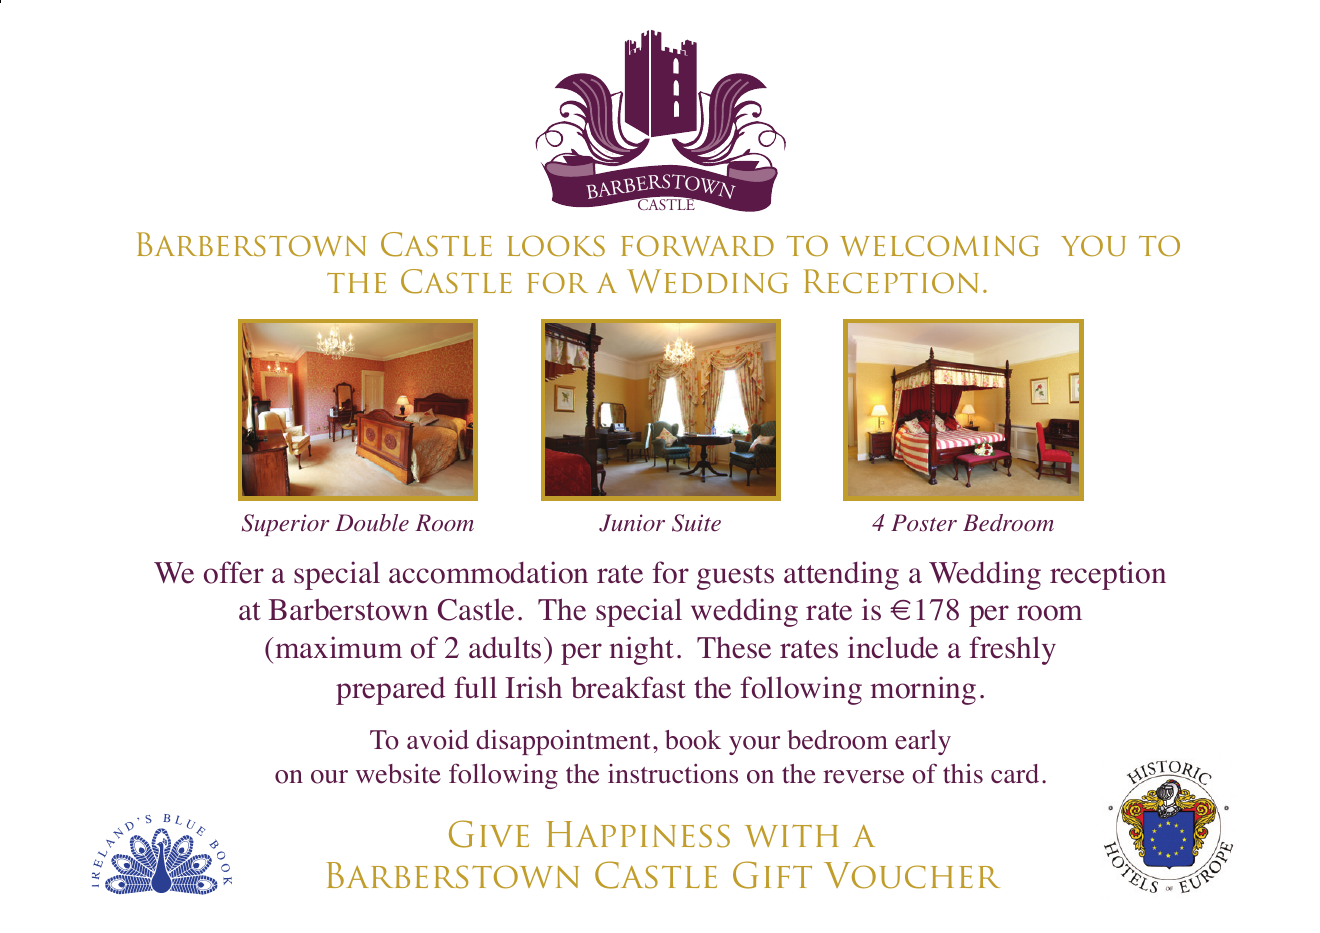 BARBERSTOWN
CASTLE
Barberstown Castle looks forward to welcoming you to
the Castle for a Wedding Reception.
Superior Double Room
Junior Suite
4 Poster Bedroom
We offer a special accommodation rate for guests attending a Wedding reception
at Barberstown Castle. The special wedding rate is €178 per room
(maximum of 2 adults) per night. These rates include a freshly
prepared full Irish breakfast the following morning.
To avoid disappointment, book your bedroom early
on our website following the instructions on the reverse of this card.
IRELAND'S BLUE BOOK
Give Happiness with a
Barberstown Castle Gift Voucher
HISTORIC
HOTELS OF EUROPE